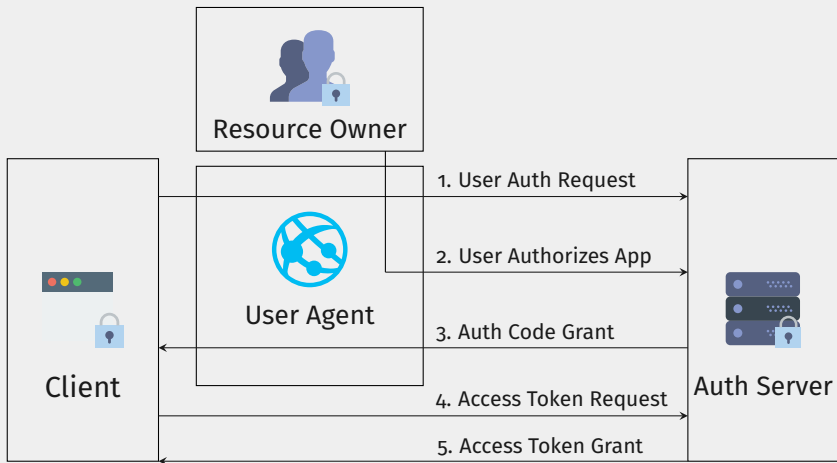 Resource Owner
1. User Auth Request
2. User Authorizes App
User Agent
3. Auth Code Grant
Client
Auth Server
4. Access Token Request
5. Access Token Grant